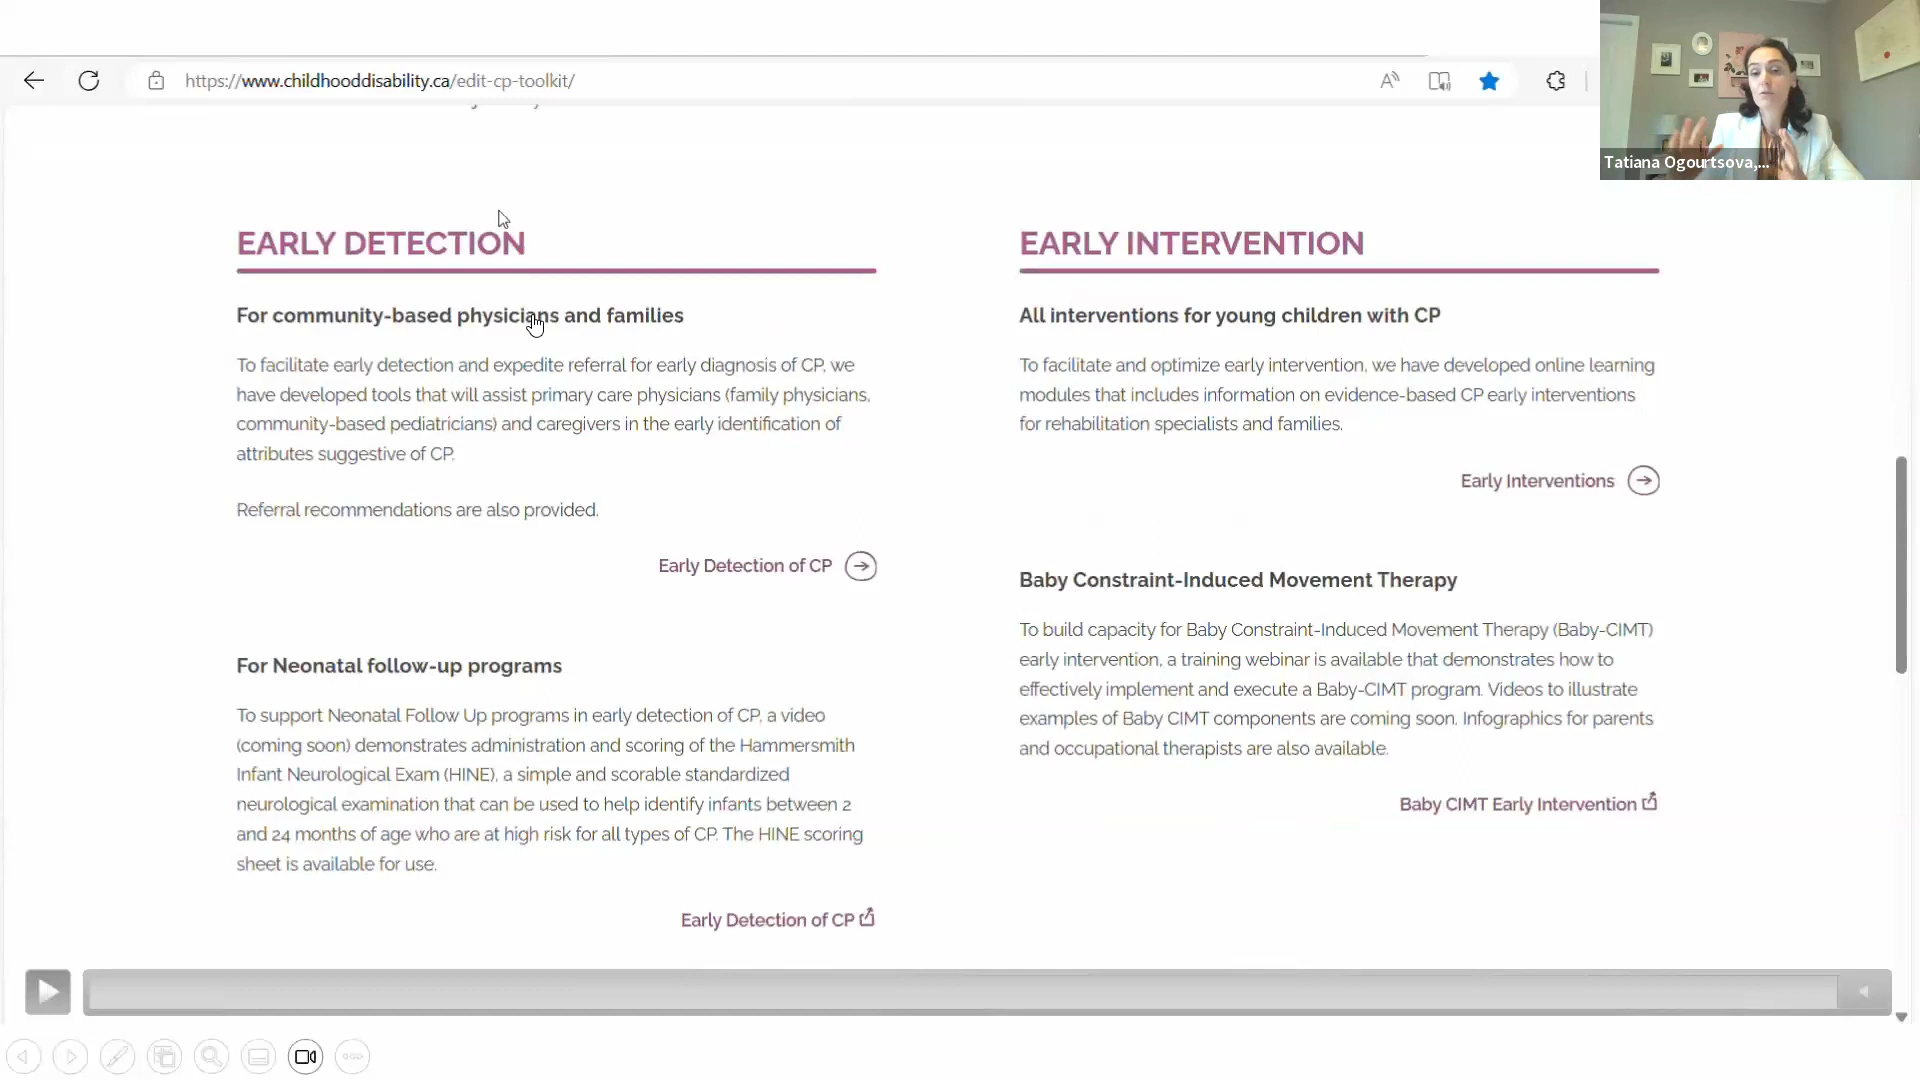 https://www.childhooddisability.ca/edit-cp-toolkit/
Tatiana Ogourtsova,...
EARLY DETECTION
For community-based physicians and families
To facilitate early detection and expedite referral for early diagnosis of CP, we
have developed tools that will assist primary care physicians (family physicians,
community-based pediatricians) and caregivers in the early identification of
attributes suggestive of CP.
Referral recommendations are also provided.
Early Detection of CP
For Neonatal follow-up programs
To support Neonatal Follow Up programs in early detection of CP, a video
(coming soon) demonstrates administration and scoring of the Hammersmith
Infant Neurological Exam (HINE), a simple and scorable standardized
neurological examination that can be used to help identify infants between 2
and 24 months of age who are at high risk for all types of CP. The HINE scoring
sheet is available for use.
Early Detection of CP
EARLY INTERVENTION
All interventions for young children with CP
To facilitate and optimize early intervention, we have developed online learning
modules that includes information on evidence-based CP early interventions
for rehabilitation specialists and families.
Early Interventions
Baby Constraint-Induced Movement Therapy
To build capacity for Baby Constraint-Induced Movement Therapy (Baby-CIMT)
early intervention, a training webinar is available that demonstrates how to
effectively implement and execute a Baby-CIMT program. Videos to illustrate
examples of Baby CIMT components are coming soon. Infographics for parents
and occupational therapists are also available.
Baby CIMT Early Intervention